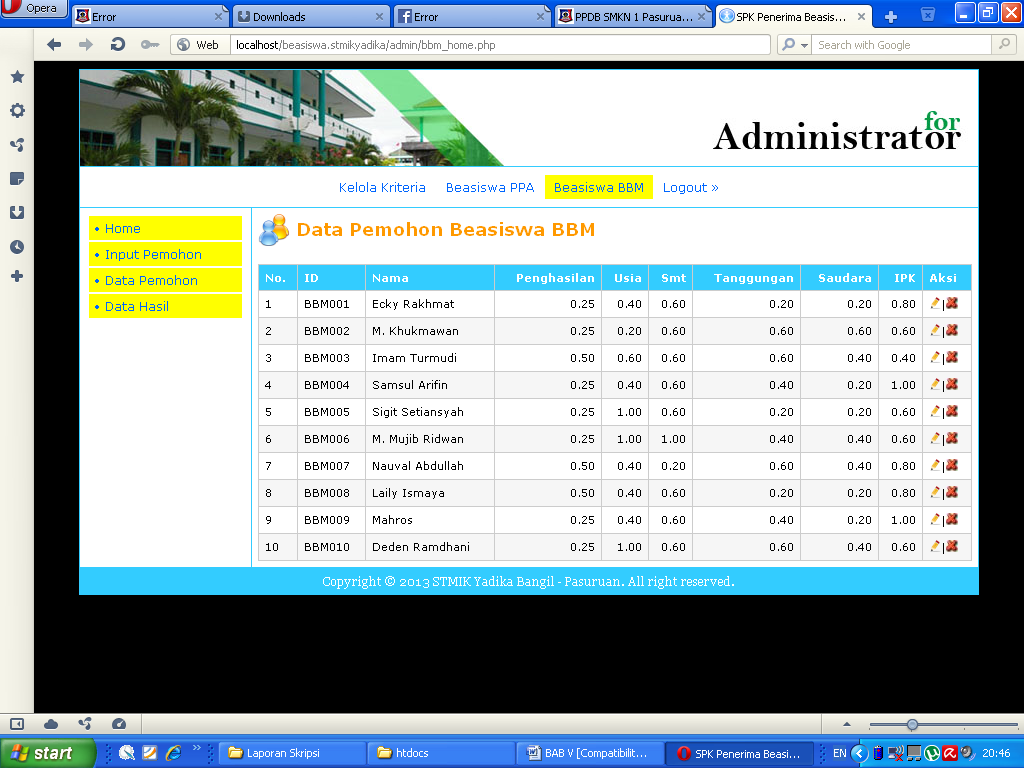 Opera
Error
Downloads
Error
PPDB SMKN 1 Pasurua...
SPK Penerima Beasis...
Web
localhost/beasiswa.stmikyadika/admin/bbm_home.php
Search with Google
Administrator
for
Kelola Kriteria Beasiswa PPA Beasiswa BBM Logout »
• Home
• Input Pemohon
• Data Pemohon
• Data Hasil
Data Pemohon Beasiswa BBM
No. ID Nama Penghasilan Usia Smt Tanggungan Saudara IPK Aksi
1 BBM001 Ecky Rakhmat 0.25 0.40 0.60 0.20 0.20 0.80 |
2 BBM002 M. Khukmawan 0.25 0.20 0.60 0.60 0.60 0.60 |
3 BBM003 Imam Turmudi 0.50 0.60 0.60 0.60 0.40 0.40 |
4 BBM004 Samsul Arifin 0.25 0.40 0.60 0.40 0.20 1.00 |
5 BBM005 Sigit Setiansyah 0.25 1.00 0.60 0.20 0.20 0.60 |
6 BBM006 M. Mujib Ridwan 0.25 1.00 1.00 0.40 0.40 0.60 |
7 BBM007 Nauval Abdullah 0.50 0.40 0.20 0.60 0.40 0.80 |
8 BBM008 Laily Ismaya 0.50 0.40 0.60 0.20 0.20 0.80 |
9 BBM009 Mahros 0.25 0.40 0.60 0.40 0.20 1.00 |
10 BBM010 Deden Ramdhani 0.25 1.00 0.60 0.60 0.40 0.60 |
Copyright © 2013 STMIK Yadika Bangil - Pasuruan. All right reserved.
start
Laporan Skripsi
htdocs
BAB V [Compatibilit...
SPK Penerima Beasi...
EN
20:46